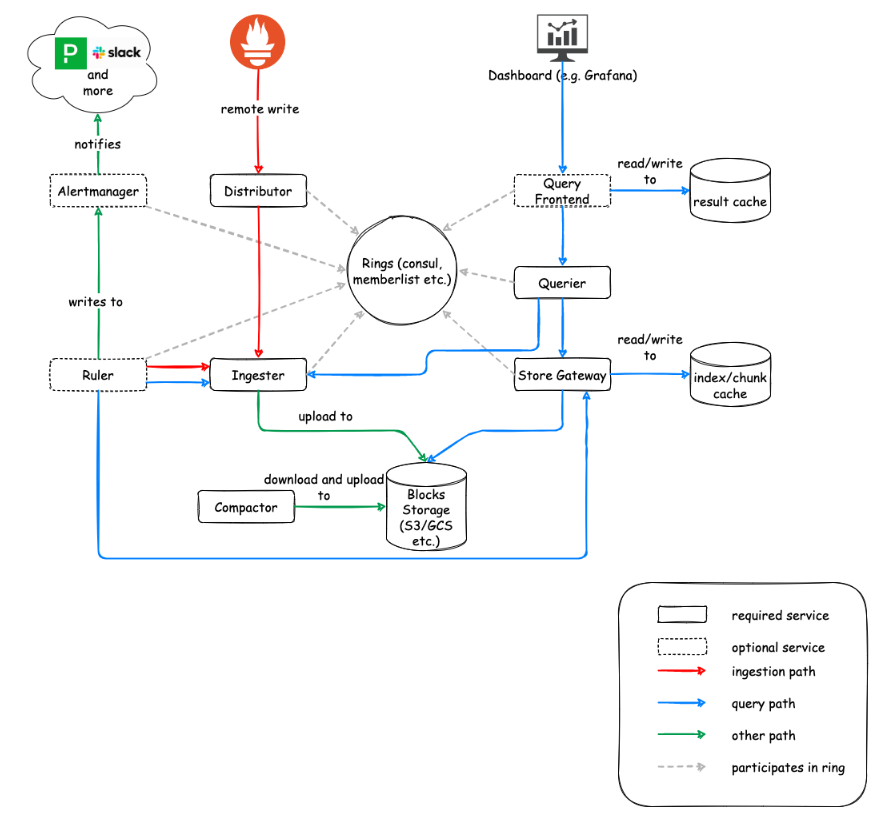 P slack
and
more
Dashboard (e.g. Grafana)
remote write
notifies
read/write
to
Alertmanager
Distributor
Query
Frontend
result cache
Rings (consul,
memberlist etc.)
Querier
writes to
read/write
to
Ruler
Ingester
Store Gateway
index/chunk
cache
upload to
download and upload
to
Compactor
Blocks
Storage
(S3/GCS
etc.)
required service
optional service
ingestion path
query path
other path
participates in ring